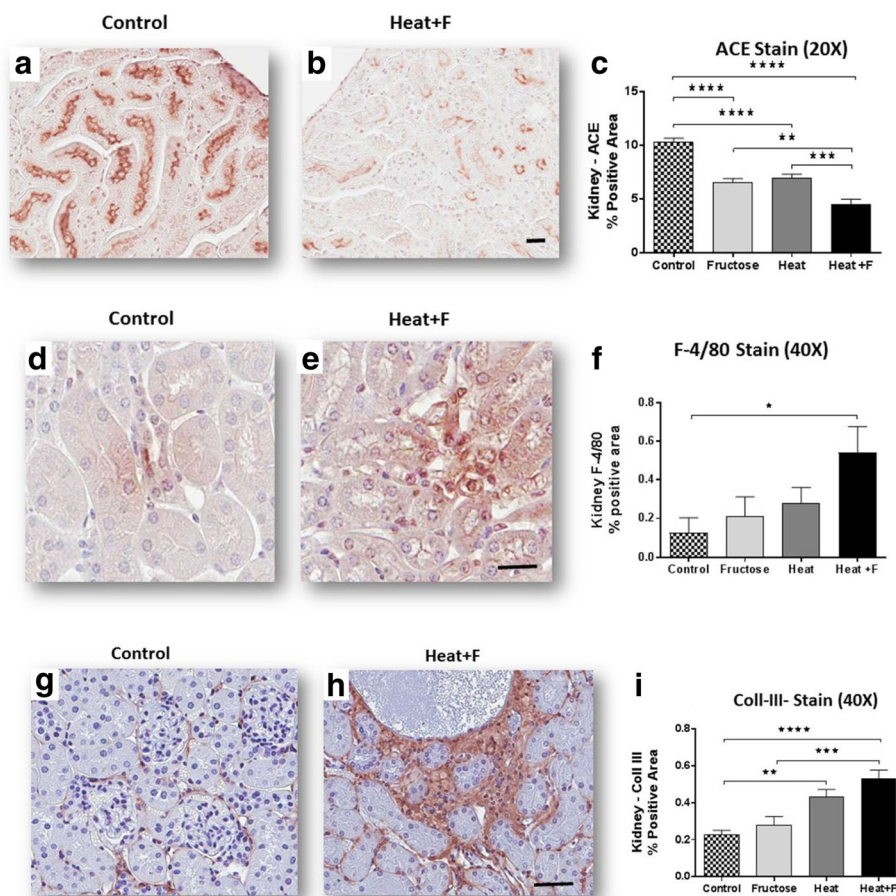 Control
Heat+F
a
b
c
ACE Stain (20X)
****
****
****
**
***
Kidney - ACE
% Positive Area
15
10
5
0
Control Fructose Heat Heat +F
Control
Heat+F
d
e
f
F-4/80 Stain (40X)
*
Kidney F-4/80
% positive area
0.8
0.6
0.4
0.2
0.0
Control Fructose Heat Heat +F
Control
Heat+F
g
h
i
Coll-III- Stain (40X)
****
***
**
Kidney - Coll III
% Positive Area
0.8
0.6
0.4
0.2
0.0
Control Fructose Heat Heat+F